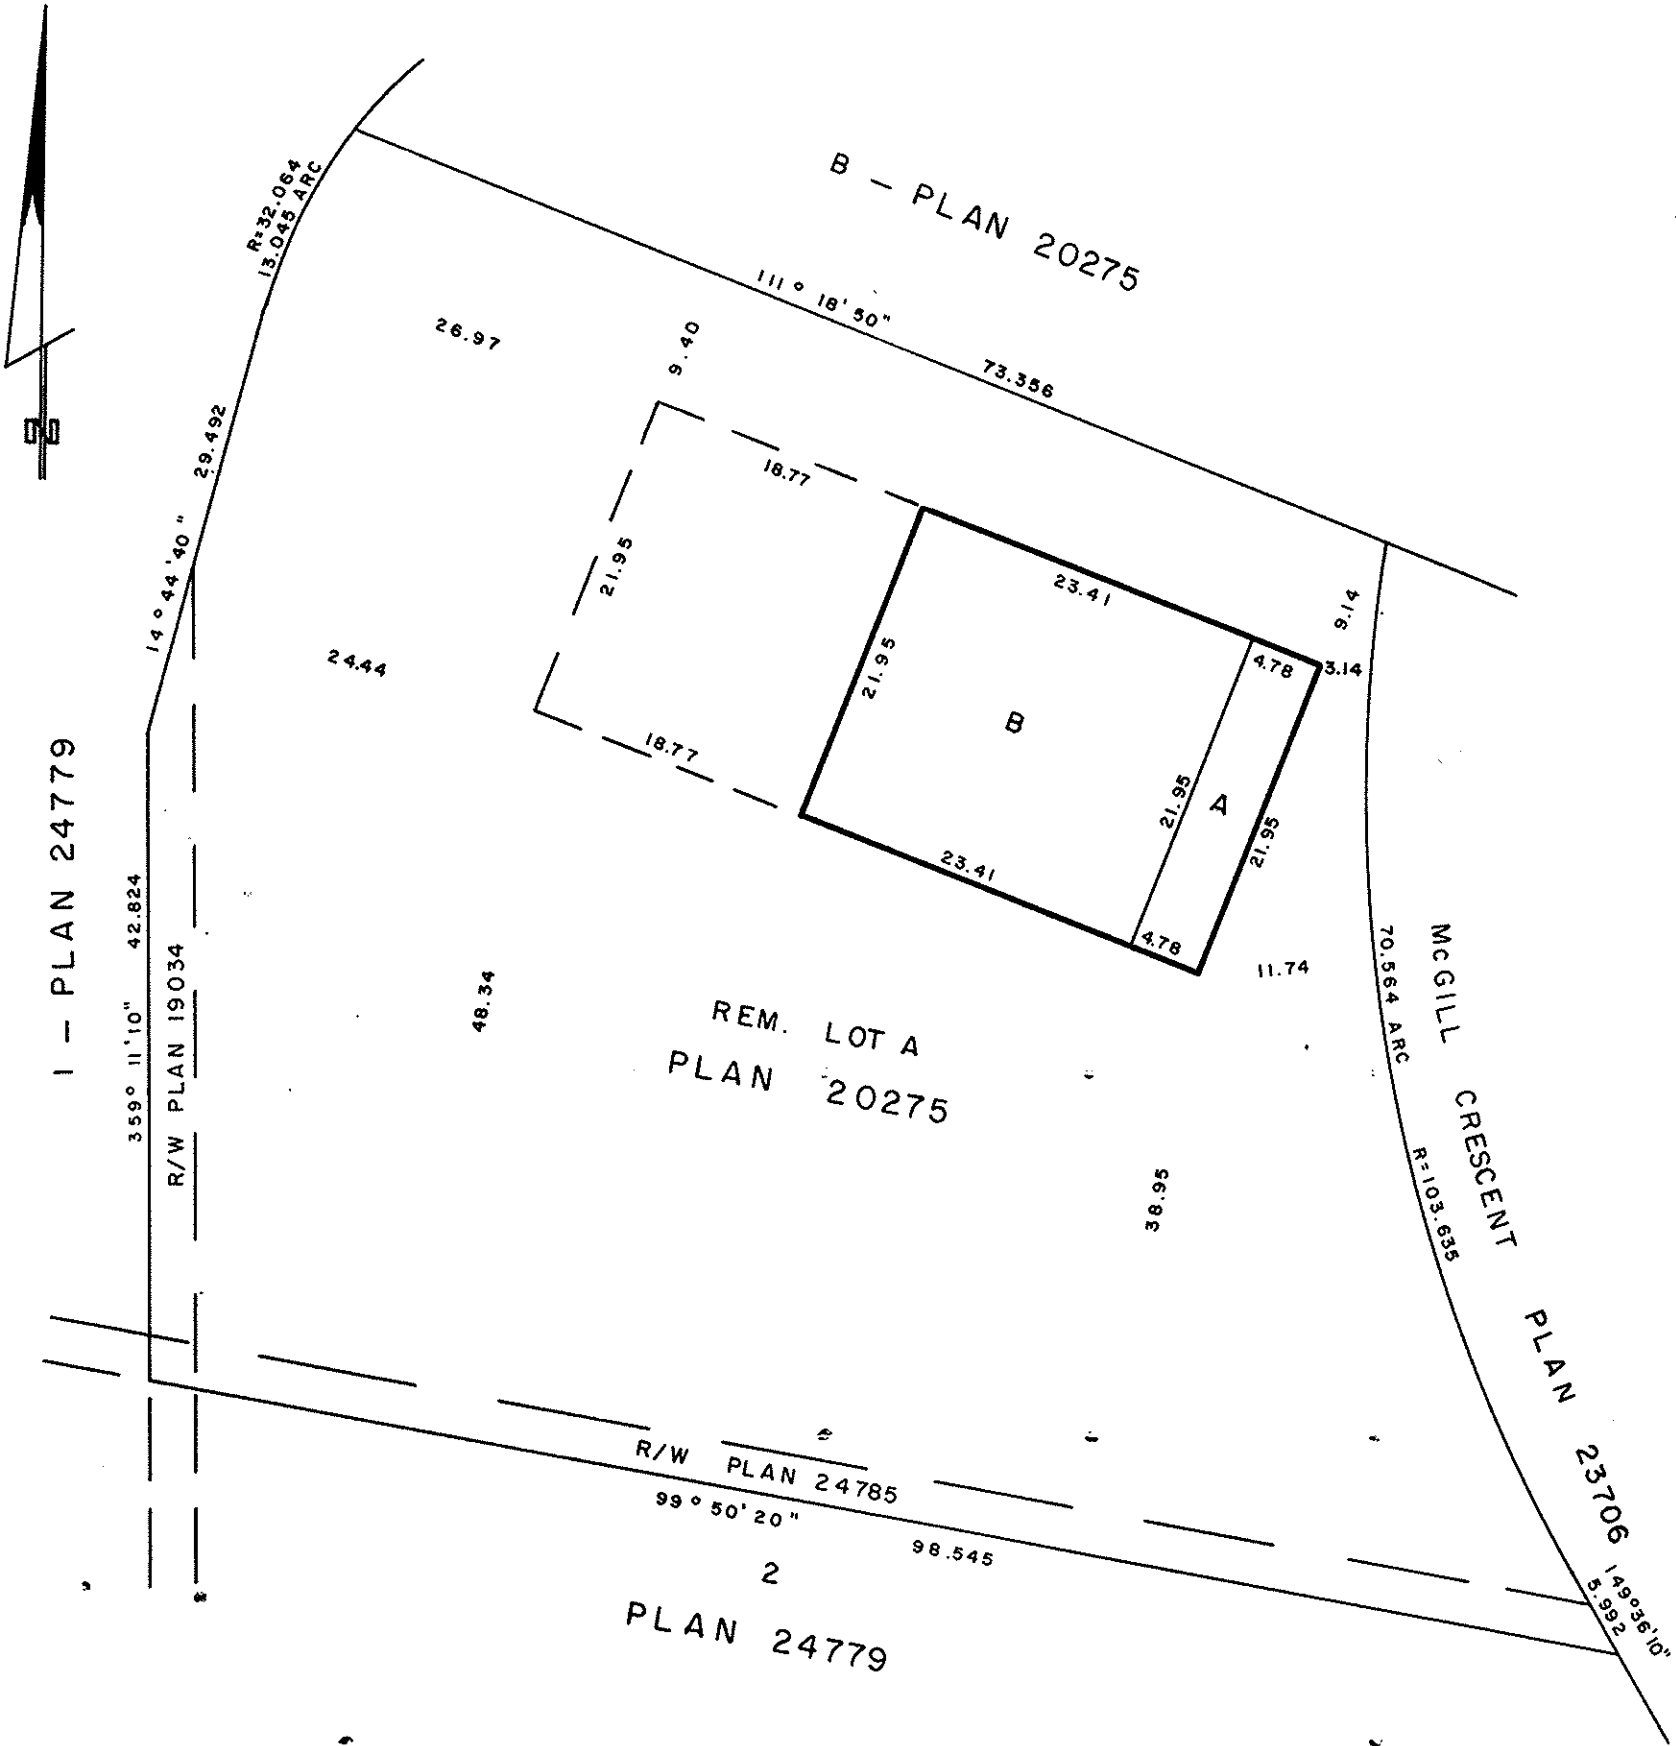 B - PLAN 20275
R=32.064
13.045 ARC
111° 18' 50"
73.356
26.97
9.40
N
29.492
14° 44' 40"
18.77
21.95
23.41
9.14
3.14
4.78
21.95
24.44
18.77
B
21.95
A
21.95
23.41
4.78
11.74
1 - PLAN 24779
42.824
359° 11' 10"
R/W PLAN 19034
48.34
REM. LOT A
PLAN 20275
38.95
70.564 ARC
R=103.635
McGILL CRESCENT PLAN 23706
149°36'10"
5.992
R/W PLAN 24785
99° 50' 20"
98.545
2
PLAN 24779